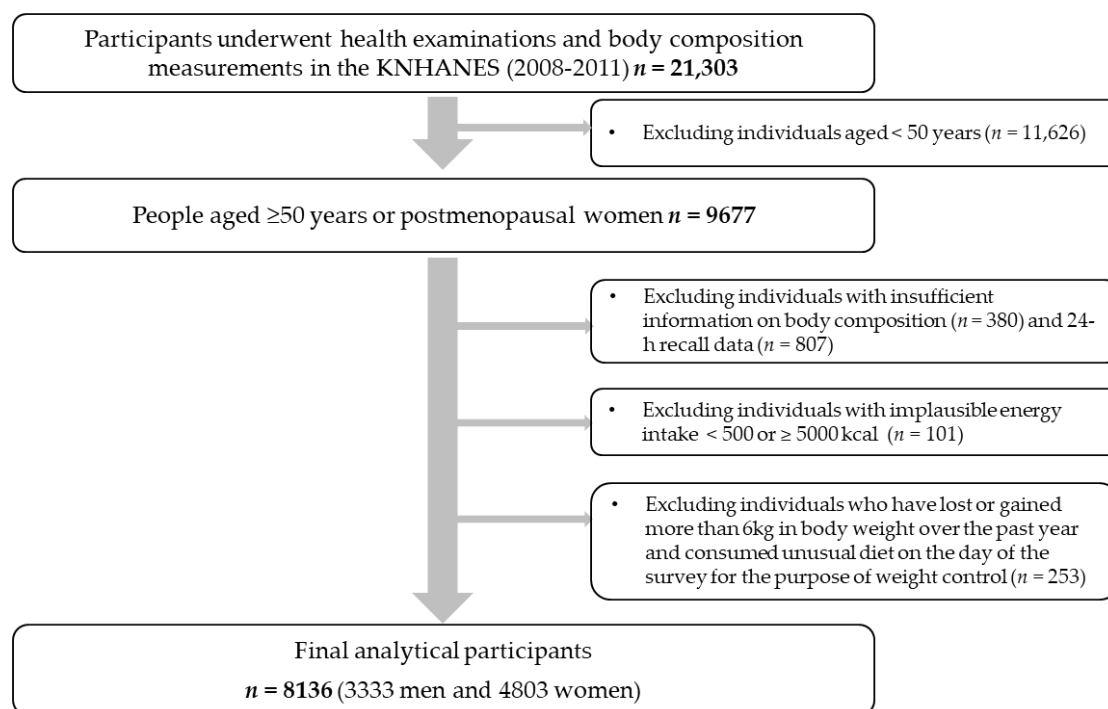 Participants underwent health examinations and body composition
measurements in the KNHANES (2008-2011) n = 21,303
• Excluding individuals aged < 50 years (n = 11,626)
People aged ≥50 years or postmenopausal women n = 9677
• Excluding individuals with insufficient
information on body composition (n = 380) and 24-
h recall data (n = 807)
• Excluding individuals with implausible energy
intake < 500 or ≥ 5000 kcal (n = 101)
• Excluding individuals who have lost or gained
more than 6kg in body weight over the past year
and consumed unusual diet on the day of the
survey for the purpose of weight control (n = 253)
Final analytical participants
n = 8136 (3333 men and 4803 women)